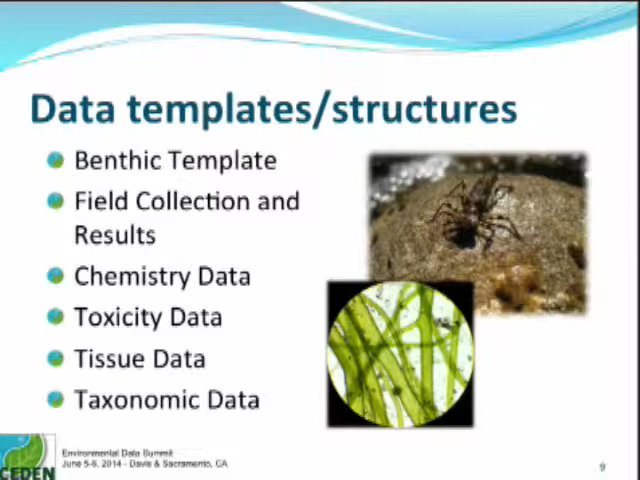 Data templates/structures
Benthic Template
Field Collection and
Results
Chemistry Data
Toxicity Data
Tissue Data
Taxonomic Data
Environmental Data Summit
June 5-6, 2014 - Davis & Sacramento, CA
CEDEN
9